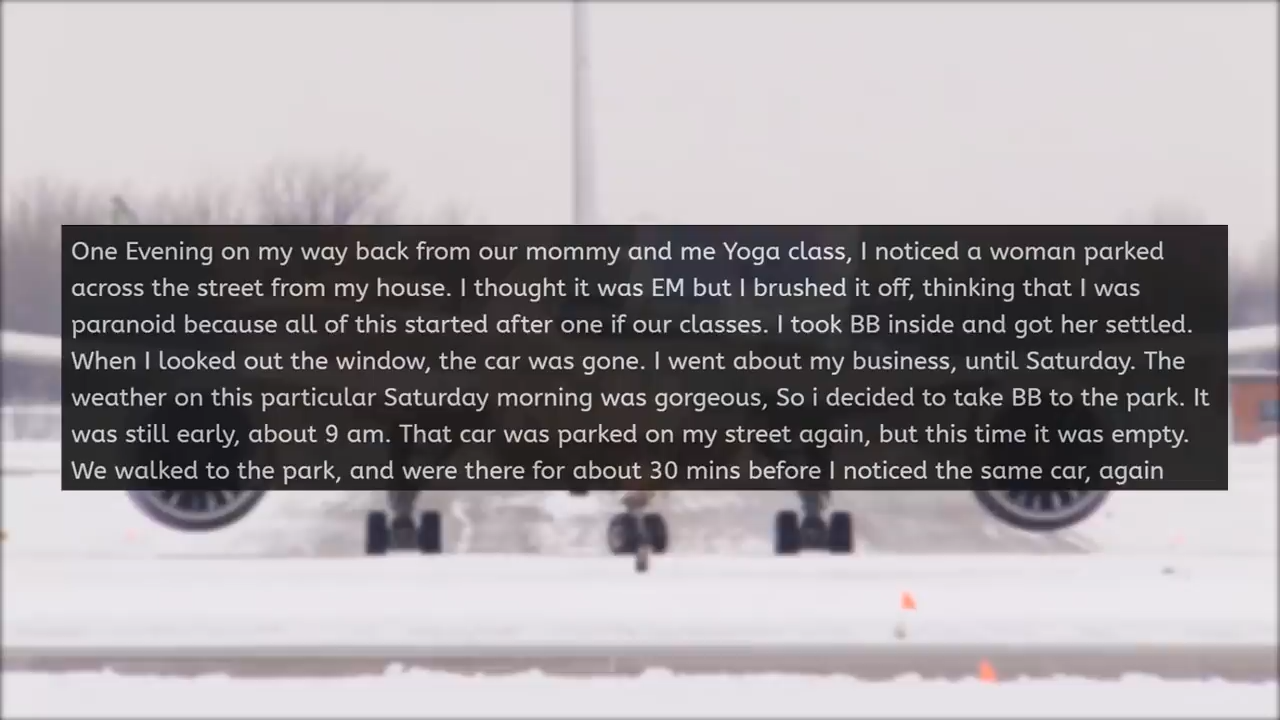 One Evening on my way back from our mommy and me Yoga class, I noticed a woman parked
across the street from my house. I thought it was EM but I brushed it off, thinking that I was
paranoid because all of this started after one if our classes. I took BB inside and got her settled.
When I looked out the window, the car was gone. I went about my business, until Saturday. The
weather on this particular Saturday morning was gorgeous, So i decided to take BB to the park. It
was still early, about 9 am. That car was parked on my street again, but this time it was empty.
We walked to the park, and were there for about 30 mins before I noticed the same car, again